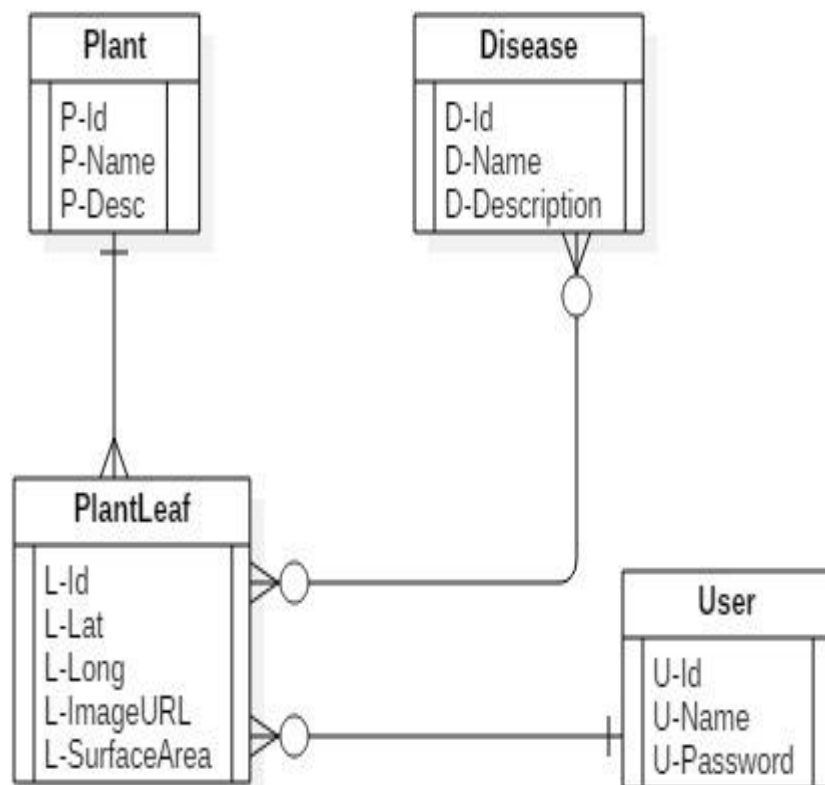 Plant
P-Id
P-Name
P-Desc
Disease
D-Id
D-Name
D-Description
PlantLeaf
L-Id
L-Lat
L-Long
L-ImageURL
L-SurfaceArea
User
U-Id
U-Name
U-Password